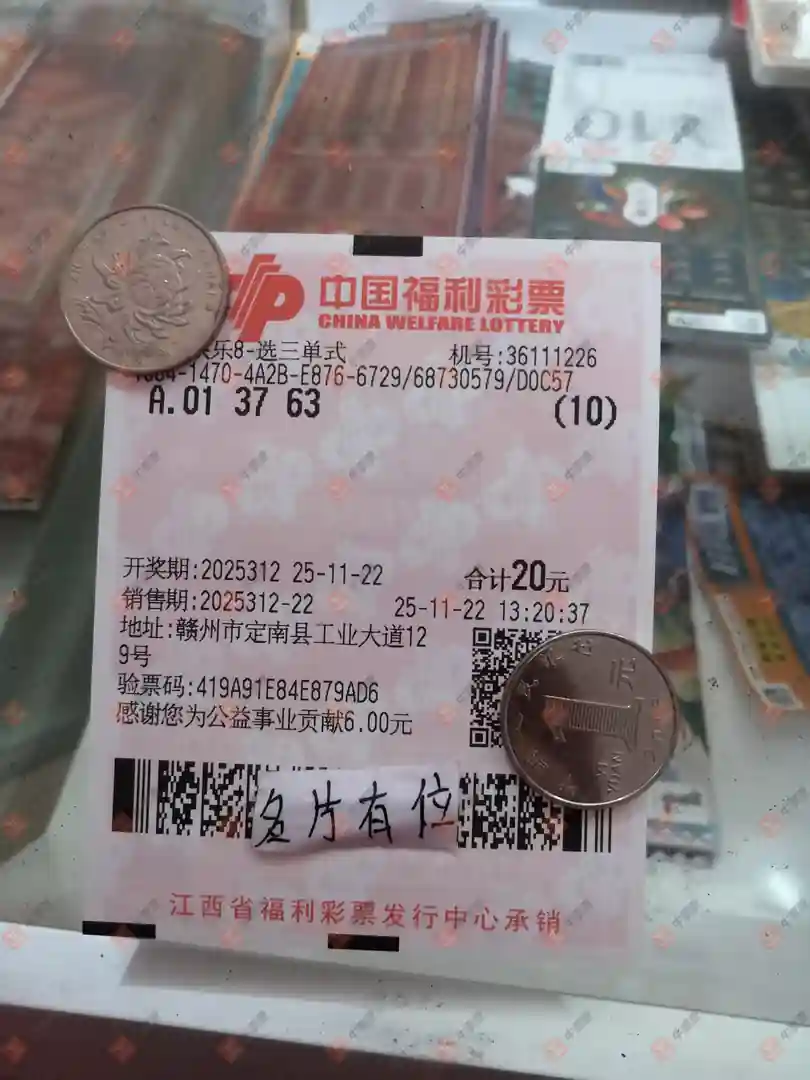 中国福利彩票
CHINA WELFARE LOTTERY
乐8-选三单式 机号:36111226
-1470-4A2B-E876-6729/68730579/D0C57
A.01 37 63 (10)
开奖期:2025312 25-11-22 合计20元
销售期:2025312-22 25-11-22 13:20:37
地址:赣州市定南县工业大道12
9号
验票码:419A91E84E879AD6
感谢您为公益事业贡献6.00元
名片有位
江西省福利彩票发行中心承销
元
YI
YUAN